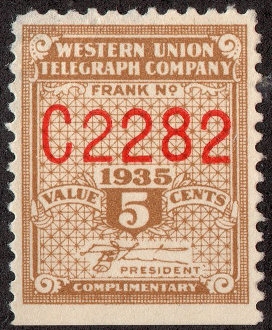 WESTERN UNION
TELEGRAPH COMPANY
FRANK No
C2282
1935
VALUE 5 CENTS
PRESIDENT
COMPLIMENTARY